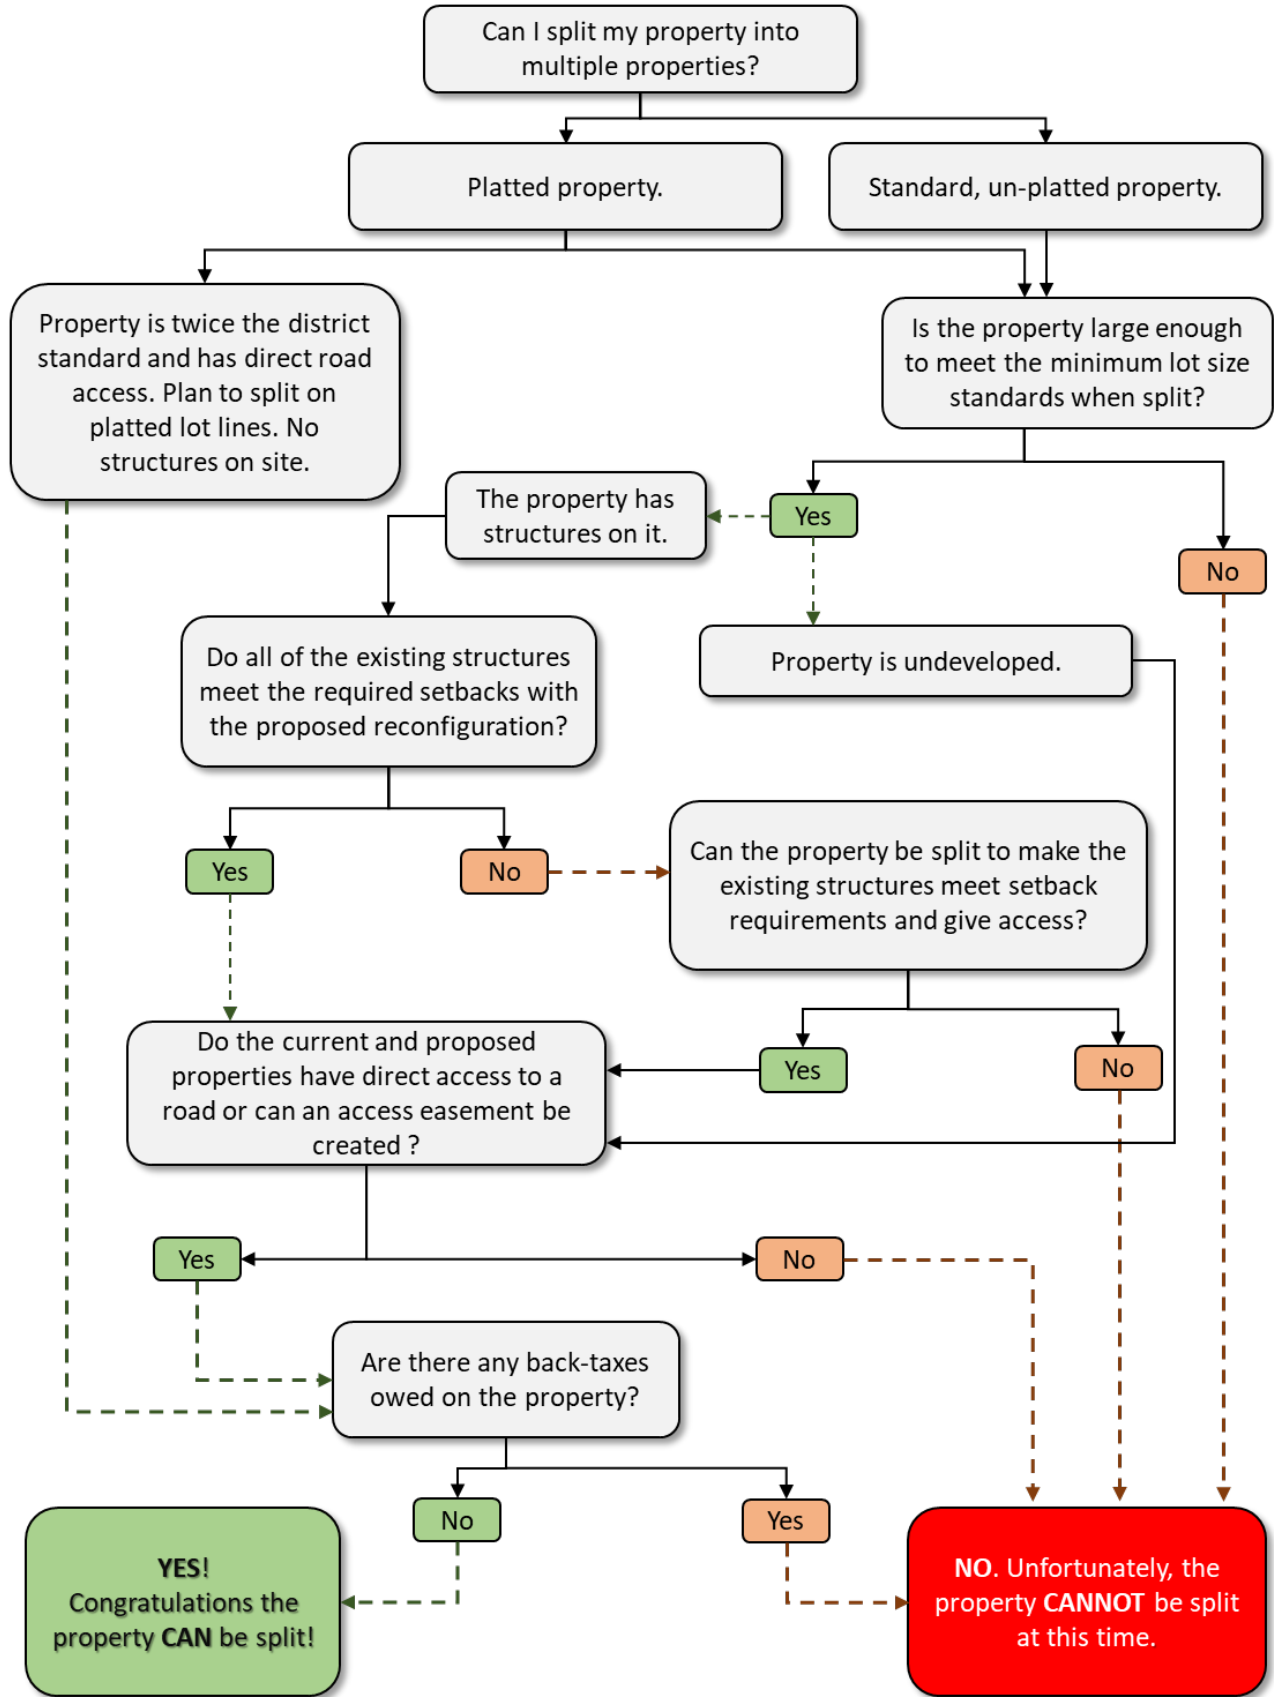 Can I split my property into
multiple properties?
Platted property.
Standard, un-platted property.
Property is twice the district
standard and has direct road
access. Plan to split on
platted lot lines. No
structures on site.
Is the property large enough
to meet the minimum lot size
standards when split?
The property has
structures on it.
Yes
No
Do all of the existing structures
meet the required setbacks with
the proposed reconfiguration?
Property is undeveloped.
Yes
No
Can the property be split to make the
existing structures meet setback
requirements and give access?
Do the current and proposed
properties have direct access to a
road or can an access easement be
created ?
Yes
No
Yes
No
Are there any back-taxes
owed on the property?
No
Yes
YES!
Congratulations the
property CAN be split!
NO. Unfortunately, the
property CANNOT be split
at this time.